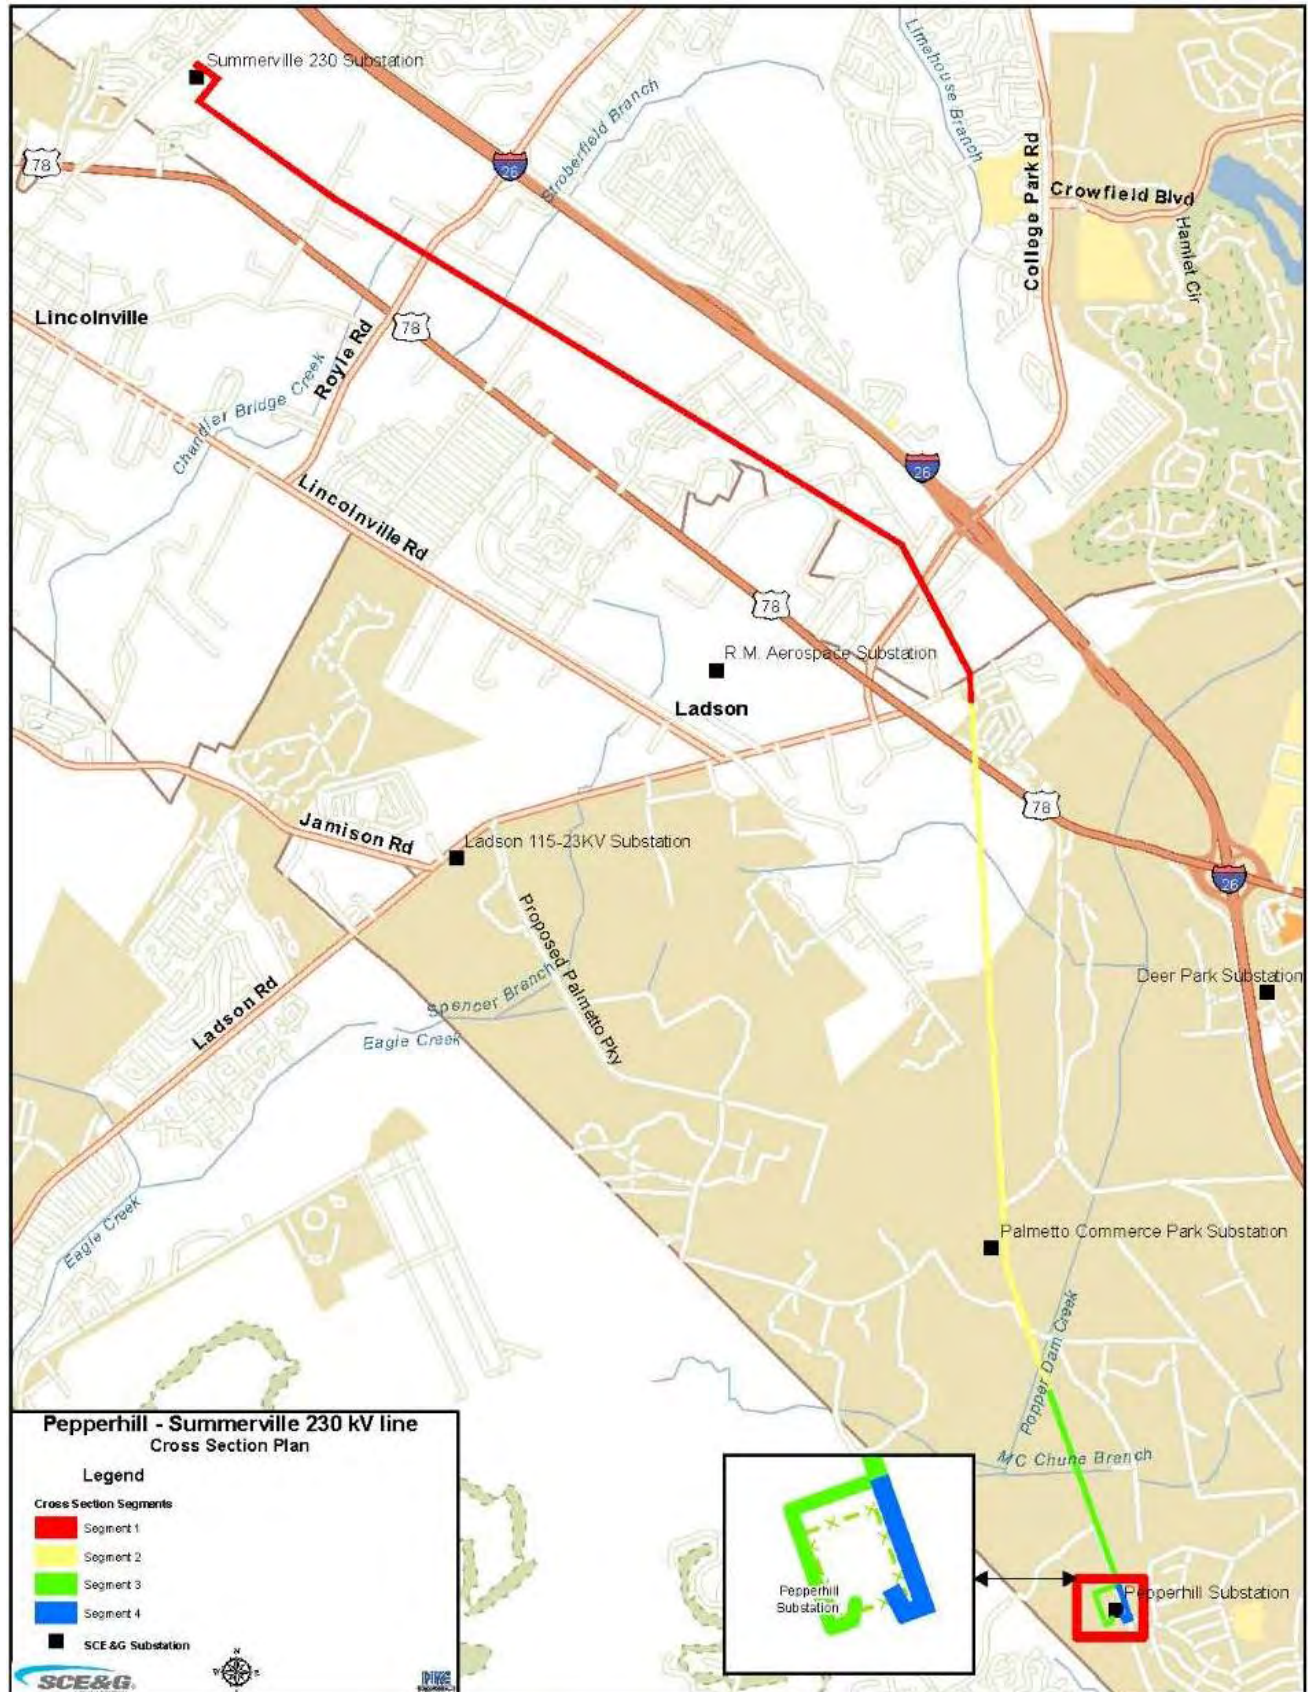 Summerville 230 Substation
78
26
Stroberfield Branch
Limehouse Branch
College Park Rd
Crowfield Blvd
Hamlet Cir
Lincolnville
Royle Rd
78
Chandler Bridge Creek
26
Lincolnville Rd
78
R.M. Aerospace Substation
Ladson
78
Jamison Rd
Ladson 115-23KV Substation
26
Proposed Palmetto Pky
Deer Park Substation
Ladson Rd
Spencer Branch
Eagle Creek
Eagle Creek
Palmetto Commerce Park Substation
Popper Dam Creek
MC Chune Branch
Pepperhill
Substation
Pepperhill Substation
Pepperhill - Summerville 230 kV line
Cross Section Plan
Legend
Cross Section Segments
Segment 1
Segment 2
Segment 3
Segment 4
SCE&G Substation
N
SCE&G
PIKE